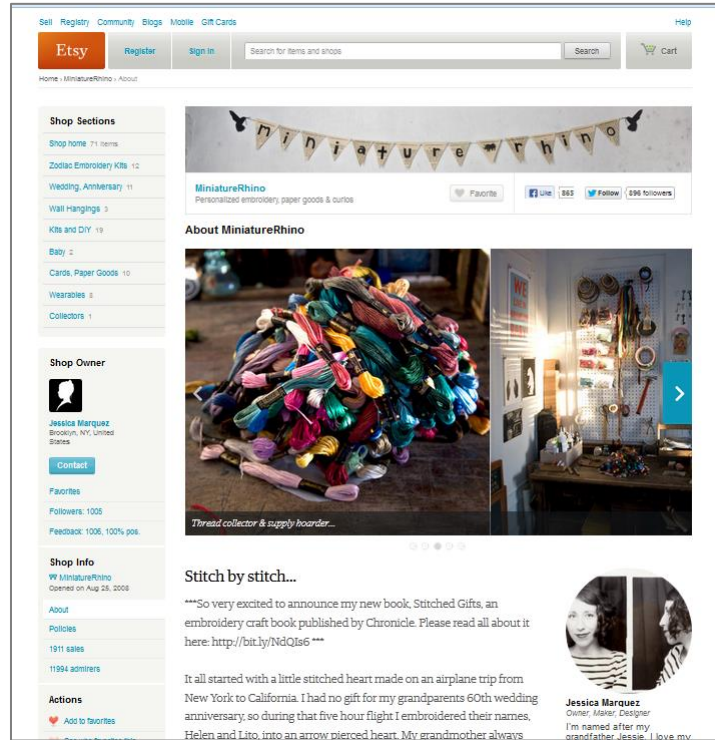 Sell Registry Community Blogs Mobile Gift Cards Help
Etsy Register Sign In Search for items and shops Search Cart
Home › MiniatureRhino › About
Shop Sections
Shop home 71 items
Zodiac Embroidery Kits 12
Wedding, Anniversary 11
Wall Hangings 3
Kits and DIY 19
Baby 2
Cards, Paper Goods 10
Wearables 8
Collectors 1
Shop Owner
Jessica Marquez
Brooklyn, NY, United
States
Contact
Favorites
Followers: 1005
Feedback: 1006, 100% pos.
Shop Info
MiniatureRhino
Opened on Aug 25, 2008
About
Policies
1911 sales
11994 admirers
Actions
Add to favorites
miniature rhino
MiniatureRhino
Personalized embroidery, paper goods & curios
Favorite Like 863 Follow 896 followers
About MiniatureRhino
Thread collector & supply hoarder...
Stitch by stitch...
***So very excited to announce my new book, Stitched Gifts, an
embroidery craft book published by Chronicle. Please read all about it
here: http://bit.ly/NdQIs6 ***
It all started with a little stitched heart made on an airplane trip from
New York to California. I had no gift for my grandparents 60th wedding
anniversary, so during that five hour flight I embroidered their names,
Helen and Lito, into an arrow pierced heart. My grandmother always
Jessica Marquez
Owner, Maker, Designer
I'm named after my
grandfather Jessie. I love my